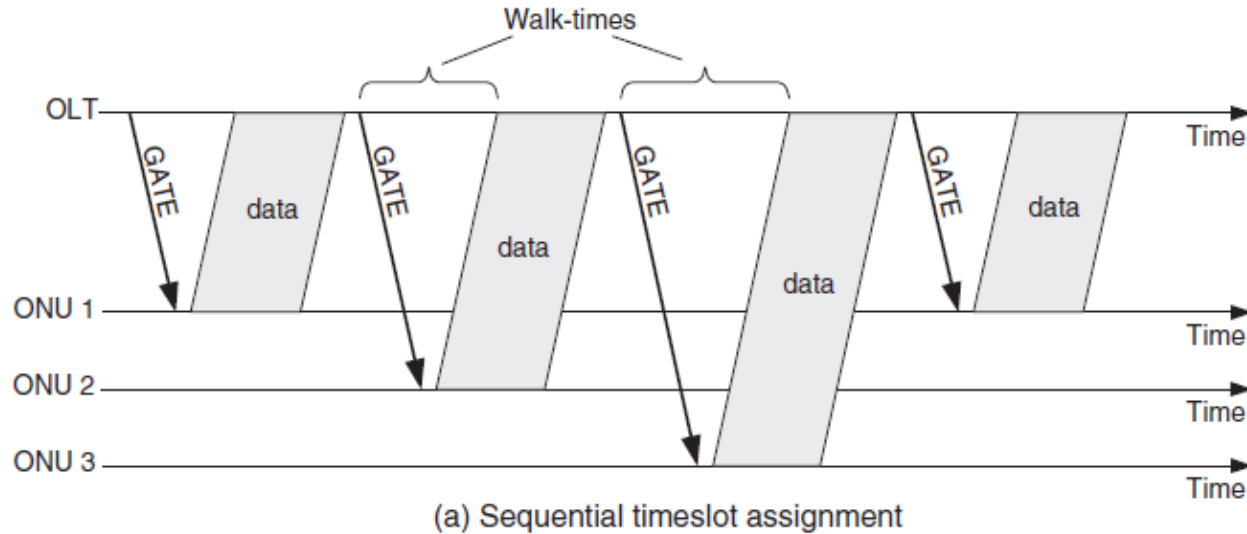 Walk-times
OLT
Time
GATE
data
GATE
data
GATE
data
GATE
data
ONU 1
Time
ONU 2
Time
ONU 3
Time
(a) Sequential timeslot assignment